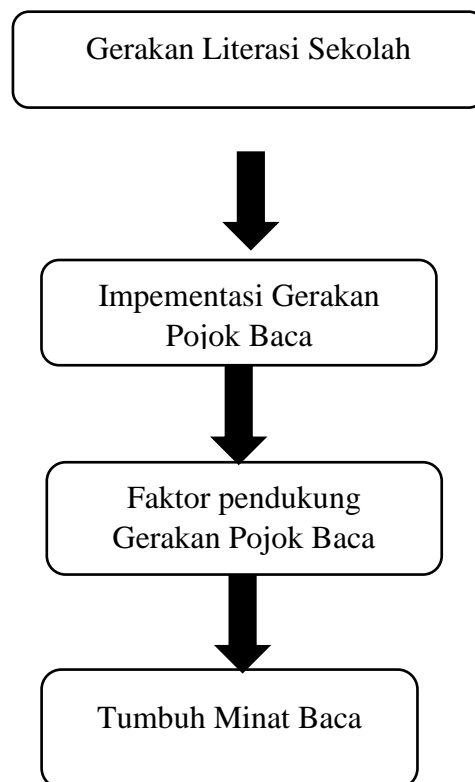 Gerakan Literasi Sekolah
Impementasi Gerakan
Pojok Baca
Faktor pendukung
Gerakan Pojok Baca
Tumbuh Minat Baca